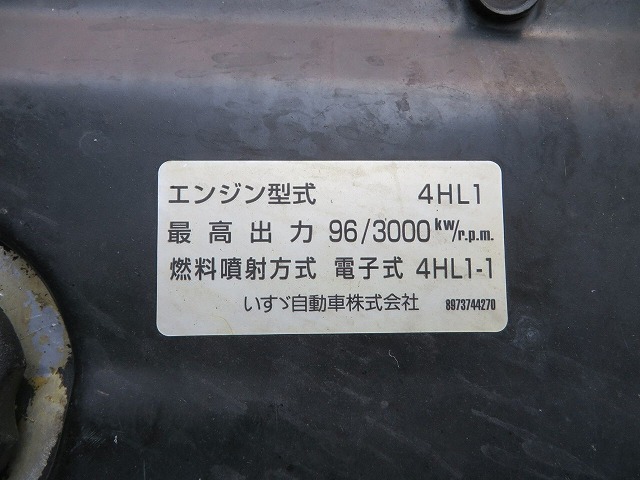 エンジン型式 4HL1
最高出力 96/3000 kw/r.p.m.
燃料噴射方式 電子式 4HL1-1
いすゞ自動車株式会社 8973744270